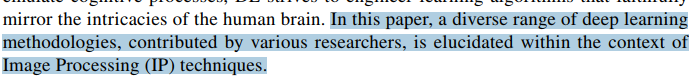 mirror the intricacies of the human brain. In this paper, a diverse range of deep learning
methodologies, contributed by various researchers, is elucidated within the context of
Image Processing (IP) techniques.